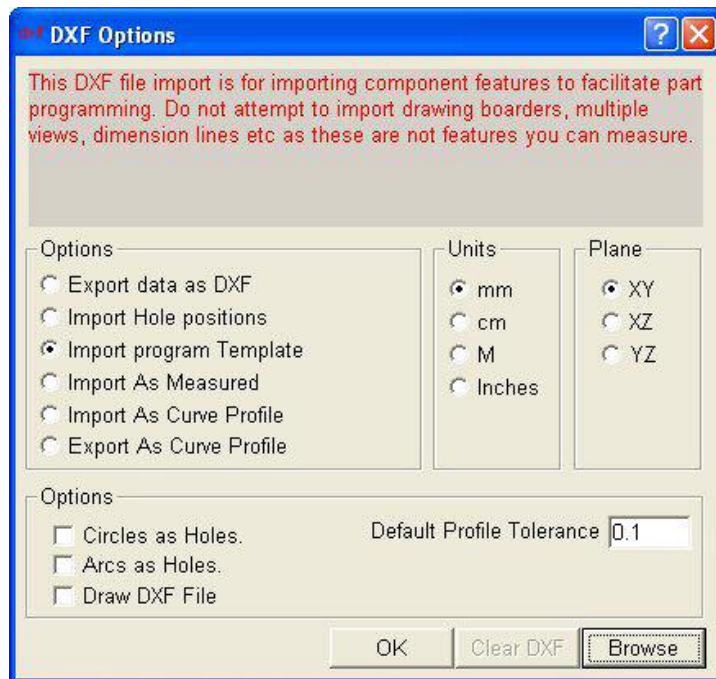 dxf DXF Options
This DXF file import is for importing component features to facilitate part
programming. Do not attempt to import drawing boarders, multiple
views, dimension lines etc as these are not features you can measure.
Options
Export data as DXF
Import Hole positions
Import program Template
Import As Measured
Import As Curve Profile
Export As Curve Profile
Units
mm
cm
M
Inches
Plane
XY
XZ
YZ
Options
Circles as Holes.
Arcs as Holes.
Draw DXF File
Default Profile Tolerance 0.1
OK
Clear DXF
Browse